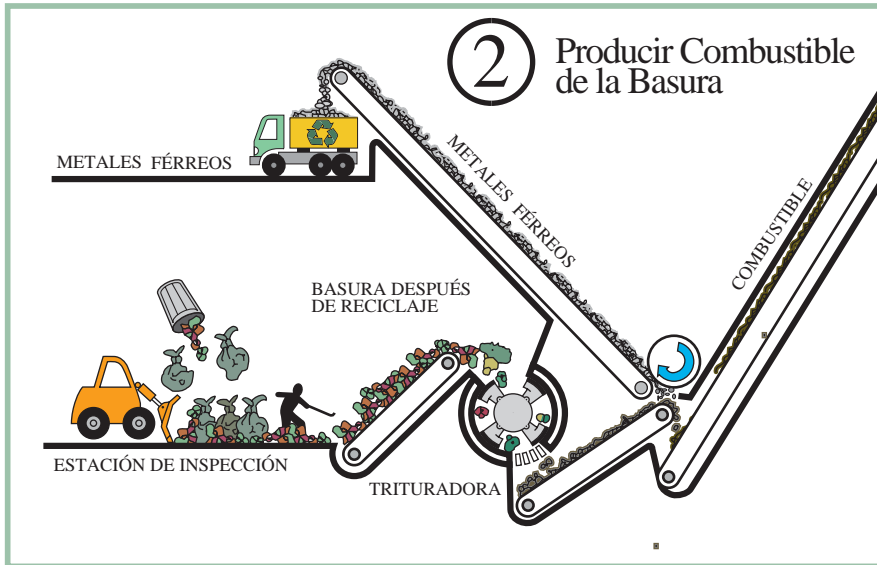 2
Producir Combustible
de la Basura
METALES FÉRREOS
METALES FÉRREOS
COMBUSTIBLE
BASURA DESPUÉS
DE RECICLAJE
ESTACIÓN DE INSPECCIÓN
TRITURADORA